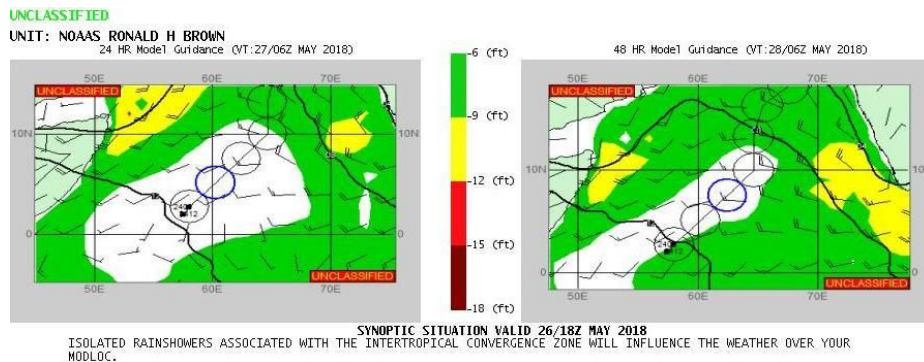 UNCLASSIFIED
UNIT: NOAAS RONALD H BROWN
24 HR Model Guidance (VT:27/06Z MAY 2018)
48 HR Model Guidance (VT:28/06Z MAY 2018)
50E 60E 70E
UNCLASSIFIED
10N
0
0
UNCLASSIFIED
50E 60E 70E
-6 (ft)
-9 (ft)
-12 (ft)
-15 (ft)
-18 (ft)
50E 60E 70E
UNCLASSIFIED
10N
0
0
UNCLASSIFIED
50E 60E 70E
SYNOPTIC SITUATION VALID 26/18Z MAY 2018
ISOLATED RAINSHOWERS ASSOCIATED WITH THE INTERTROPICAL CONVERGENCE ZONE WILL INFLUENCE THE WEATHER OVER YOUR
MODLOC.